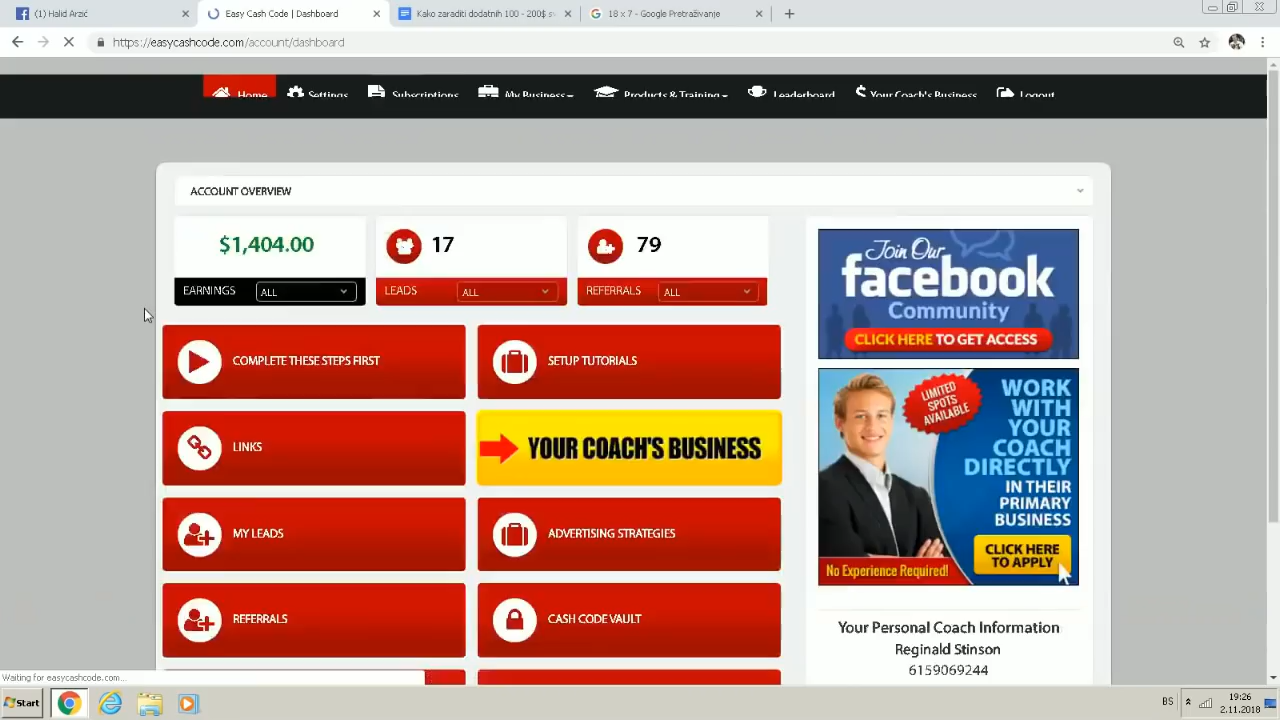 (1) Halid Arzić
Easy Cash Code | Dashboard
Kako zaraditi dodatnih 100 - 200$ sv
18 x 7 - Google Pretraživanje
https://easycashcode.com/account/dashboard
Home
Settings
Subscriptions
My Business
Products & Training
Leaderboard
Your Coach's Business
Logout
ACCOUNT OVERVIEW
$1,404.00
17
79
EARNINGS
ALL
LEADS
ALL
REFERRALS
ALL
Join Our
facebook
Community
CLICK HERE TO GET ACCESS
COMPLETE THESE STEPS FIRST
SETUP TUTORIALS
LINKS
YOUR COACH'S BUSINESS
MY LEADS
ADVERTISING STRATEGIES
REFERRALS
CASH CODE VAULT
LIMITED
SPOTS
AVAILABLE
WORK
WITH
YOUR
COACH
DIRECTLY
IN THEIR
PRIMARY
BUSINESS
CLICK HERE
TO APPLY
No Experience Required!
Your Personal Coach Information
Reginald Stinson
6159069244
Waiting for easycashcode.com...
Start
BS
19:26
2.11.2018